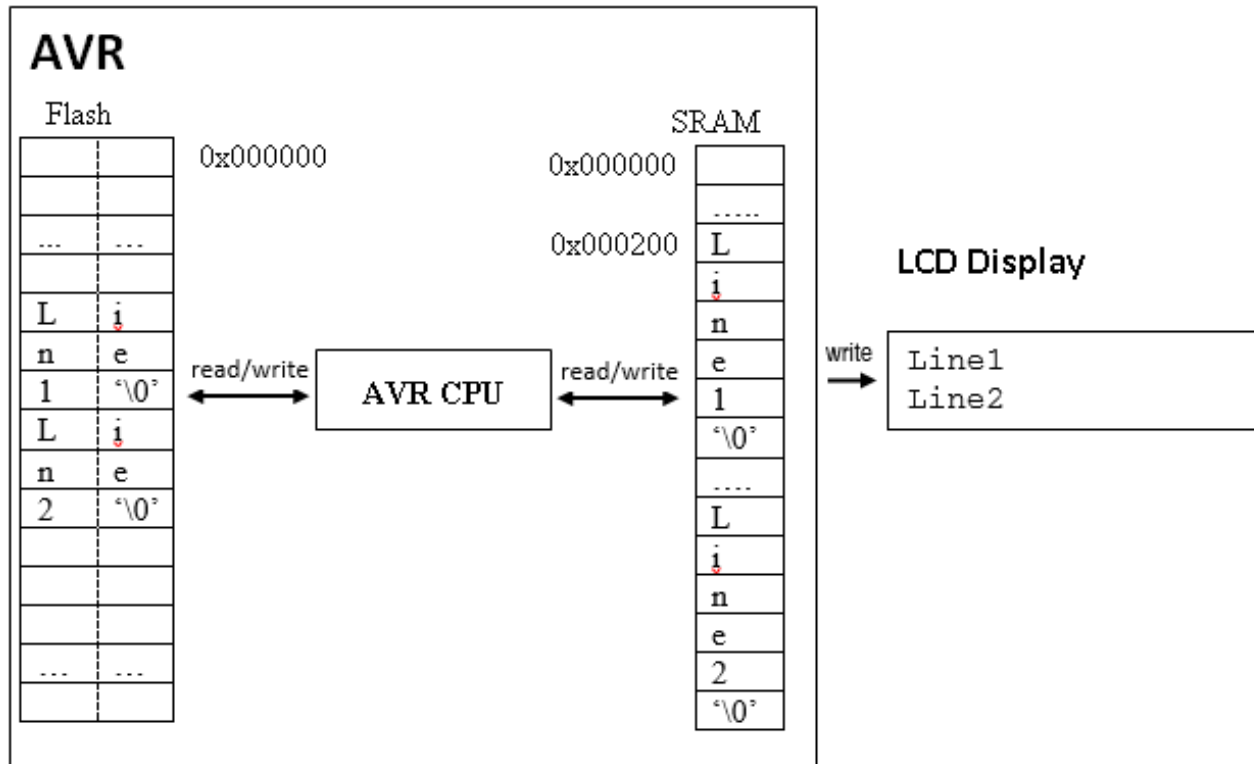 AVR
Flash
0x000000
... ...
L i
n e
1 ‘\0’
L i
n e
2 ‘\0’
... ...
read/write
AVR CPU
read/write
SRAM
0x000000
.....
0x000200
L
i
n
e
1
‘\0’
....
L
i
n
e
2
‘\0’
write
LCD Display
Line1
Line2